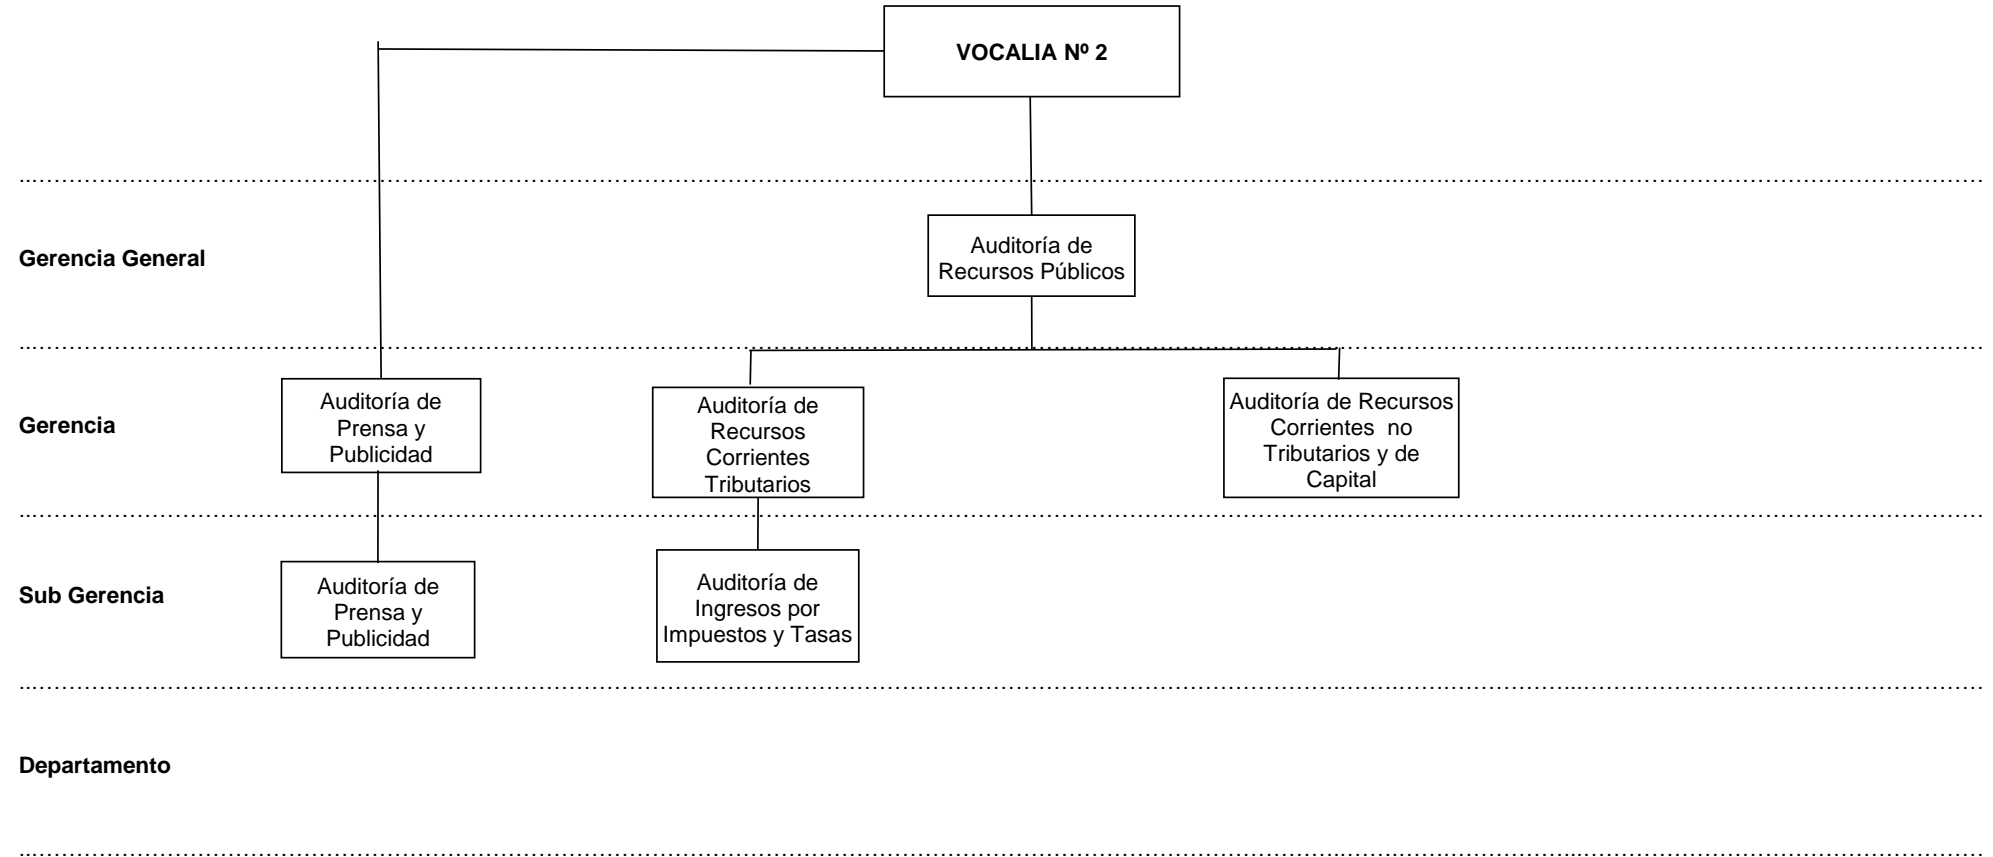 VOCALIA Nº 2
Gerencia General
Auditoría de
Recursos Públicos
Gerencia
Auditoría de
Prensa y
Publicidad
Auditoría de
Recursos
Corrientes
Tributarios
Auditoría de Recursos
Corrientes no
Tributarios y de
Capital
Sub Gerencia
Auditoría de
Prensa y
Publicidad
Auditoría de
Ingresos por
Impuestos y Tasas
Departamento